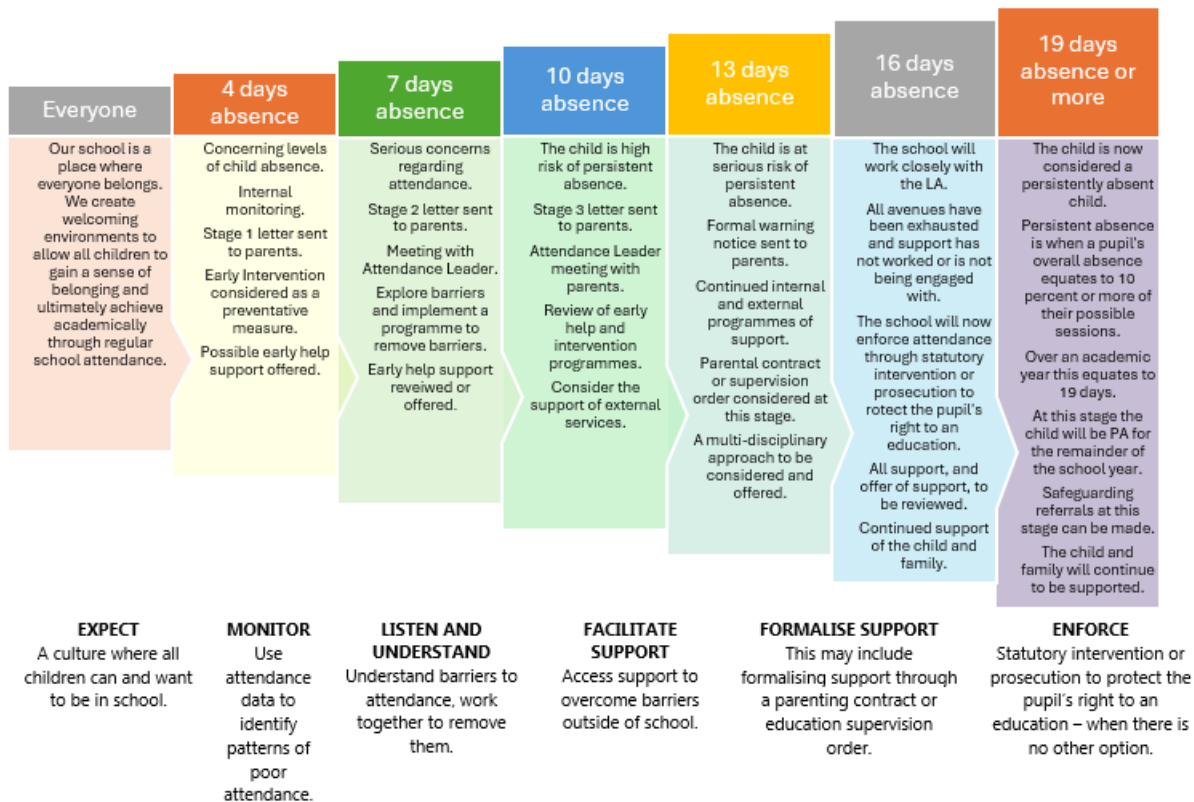 Everyone
Our school is a
place where
everyone belongs.
We create
welcoming
environments to
allow all children to
gain a sense of
belonging and
ultimately achieve
academically
through regular
school attendance.
4 days
absence
Concerning levels
of child absence.
Internal
monitoring.
Stage 1 letter sent
to parents.
Early Intervention
considered as a
preventative
measure.
Possible early help
support offered.
7 days
absence
Serious concerns
regarding
attendance.
Stage 2 letter sent
to parents.
Meeting with
Attendance Leader.
Explore barriers
and implement a
programme to
remove barriers.
Early help support
reveiwed or
offered.
10 days
absence
The child is high
risk of persistent
absence.
Stage 3 letter sent
to parents.
Attendance Leader
meeting with
parents.
Review of early
help and
intervention
programmes.
Consider the
support of external
services.
13 days
absence
The child is at
serious risk of
persistent
absence.
Formal warning
notice sent to
parents.
Continued internal
and external
programmes of
support.
Parental contract
or supervision
order considered at
this stage.
A multi-disciplinary
approach to be
considered and
offered.
16 days
absence
The school will
work closely with
the LA.
All avenues have
been exhausted
and support has
not worked or is not
being engaged
with.
The school will now
enforce attendance
through statutory
intervention or
prosecution to
rotect the pupil's
right to an
education.
All support, and
offer of support, to
be reviewed.
Continued support
of the child and
family.
19 days
absence or
more
The child is now
considered a
persistently absent
child.
Persistent absence
is when a pupil's
overall absence
equates to 10
percent or more of
their possible
sessions.
Over an academic
year this equates to
19 days.
At this stage the
child will be PA for
the remainder of
the school year.
Safeguarding
referrals at this
stage can be made.
The child and
family will continue
to be supported.
EXPECT
A culture where all
children can and want
to be in school.
MONITOR
Use
attendance
data to
identify
patterns of
poor
attendance.
LISTEN AND
UNDERSTAND
Understand barriers to
attendance, work
together to remove
them.
FACILITATE
SUPPORT
Access support to
overcome barriers
outside of school.
FORMALISE SUPPORT
This may include
formalising support through
a parenting contract or
education supervision
order.
ENFORCE
Statutory intervention or
prosecution to protect the
pupil's right to an
education – when there is
no other option.